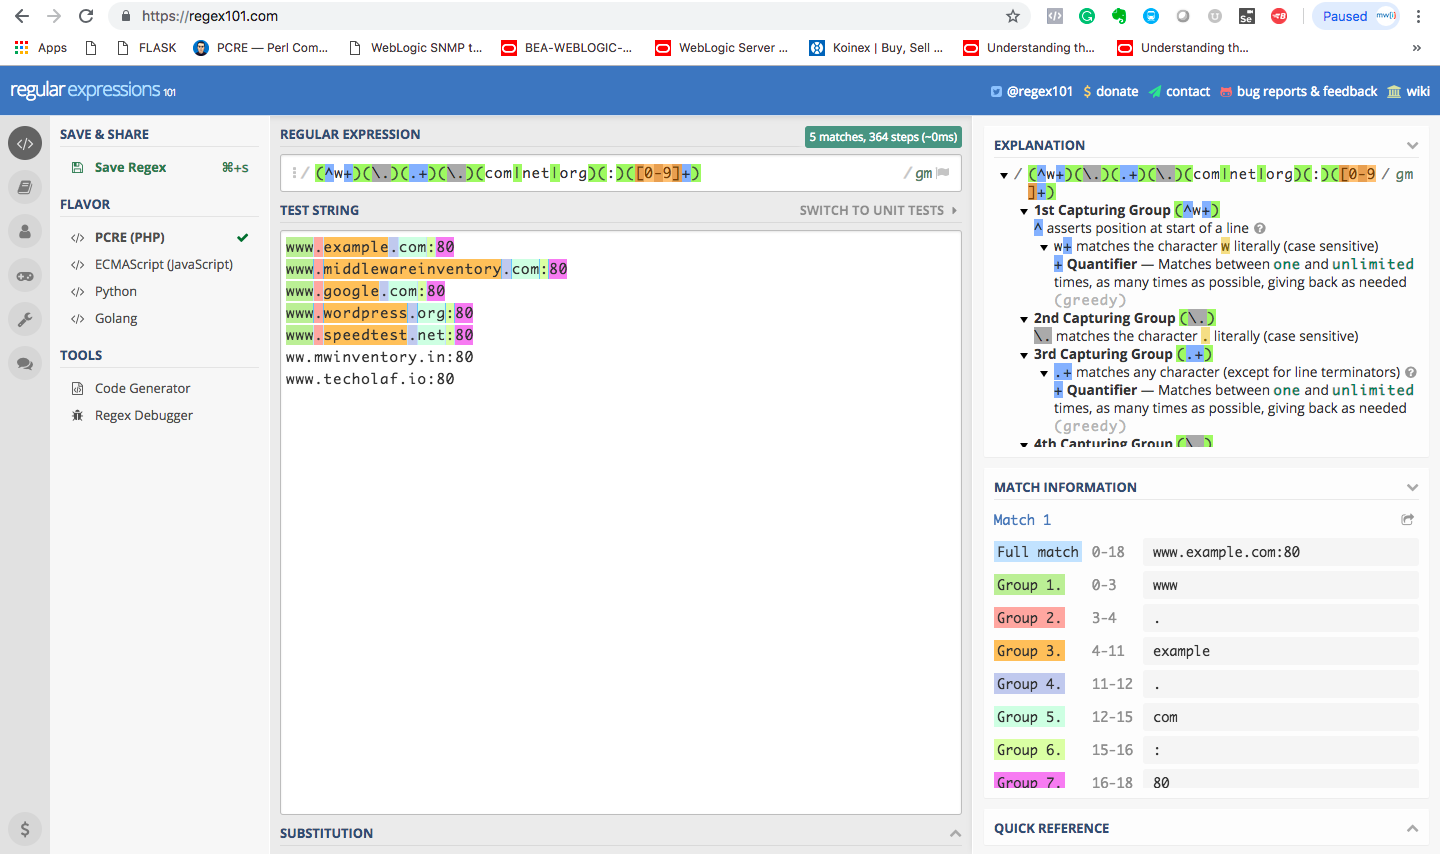 https://regex101.com
Paused
mw{i}
Apps
FLASK
PCRE — Perl Com...
WebLogic SNMP t...
BEA-WEBLOGIC-...
WebLogic Server ...
Koinex | Buy, Sell ...
Understanding th...
Understanding th...
»
regular expressions 101
@regex101
$ donate
contact
bug reports & feedback
wiki
SAVE & SHARE
Save Regex ⌘+s
FLAVOR
</> PCRE (PHP)
</> ECMAScript (JavaScript)
</> Python
</> Golang
TOOLS
Code Generator
Regex Debugger
$
REGULAR EXPRESSION
5 matches, 364 steps (~0ms)
/ (^w+)(\.)(.+)(\.)(com|net|org)(:)([0-9]+) / gm
TEST STRING
SWITCH TO UNIT TESTS
www.example.com:80
www.middlewareinventory.com:80
www.google.com:80
www.wordpress.org:80
www.speedtest.net:80
ww.mwinventory.in:80
www.techolaf.io:80
SUBSTITUTION
EXPLANATION
/ (^w+)(\.)(.+)(\.)(com|net|org)(:)([0-9 / gm
]+)
1st Capturing Group (^w+)
^ asserts position at start of a line
w+ matches the character w literally (case sensitive)
+ Quantifier — Matches between one and unlimited
times, as many times as possible, giving back as needed
(greedy)
2nd Capturing Group (\.)
\. matches the character . literally (case sensitive)
3rd Capturing Group (.+)
.+ matches any character (except for line terminators)
+ Quantifier — Matches between one and unlimited
times, as many times as possible, giving back as needed
(greedy)
4th Capturing Group (\.)
MATCH INFORMATION
Match 1
Full match 0-18 www.example.com:80
Group 1. 0-3 www
Group 2. 3-4 .
Group 3. 4-11 example
Group 4. 11-12 .
Group 5. 12-15 com
Group 6. 15-16 :
Group 7. 16-18 80
QUICK REFERENCE